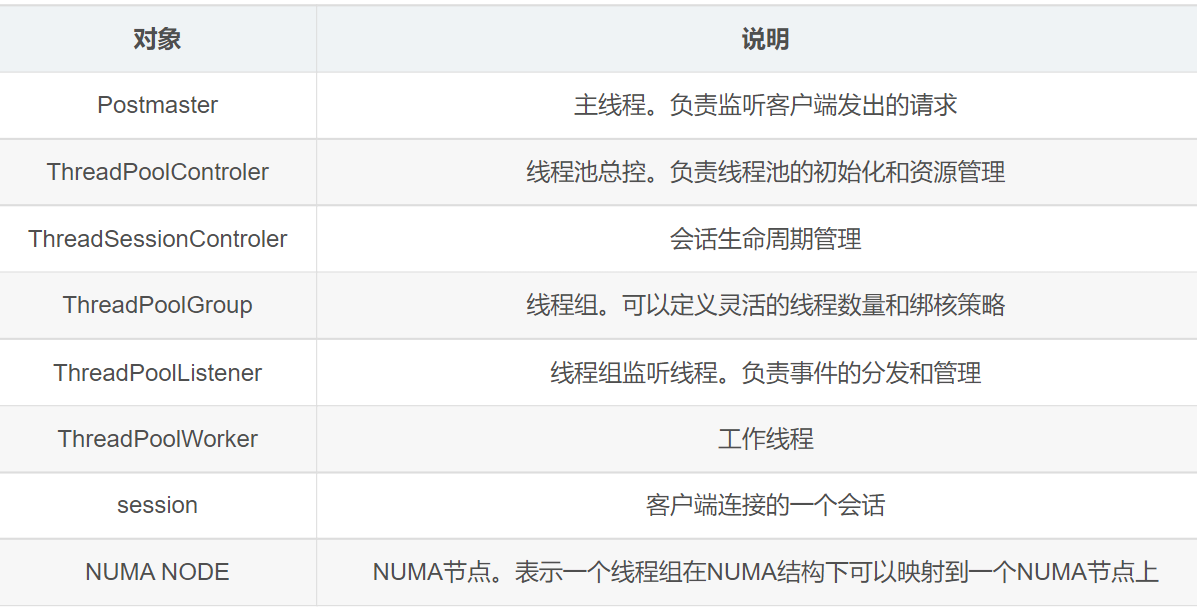 对象 说明
Postmaster 主线程。负责监听客户端发出的请求
ThreadPoolControler 线程池总控。负责线程池的初始化和资源管理
ThreadSessionControler 会话生命周期管理
ThreadPoolGroup 线程组。可以定义灵活的线程数量和绑核策略
ThreadPoolListener 线程组监听线程。负责事件的分发和管理
ThreadPoolWorker 工作线程
session 客户端连接的一个会话
NUMA NODE NUMA节点。表示一个线程组在NUMA结构下可以映射到一个NUMA节点上